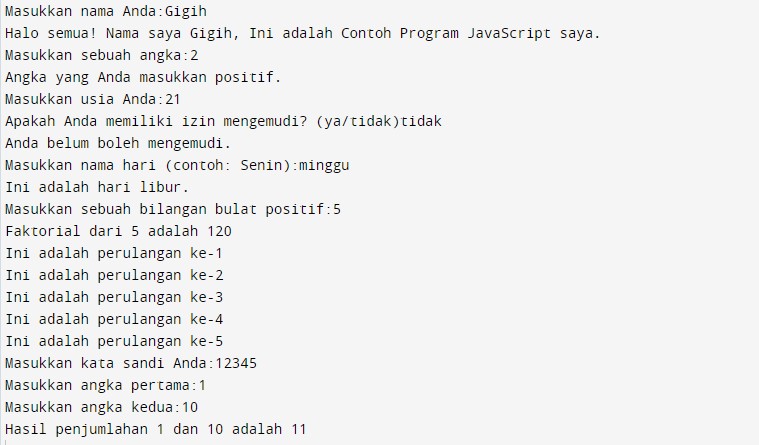 Masukkan nama Anda:Gigih
Halo semua! Nama saya Gigih, Ini adalah Contoh Program JavaScript saya.
Masukkan sebuah angka:2
Angka yang Anda masukkan positif.
Masukkan usia Anda:21
Apakah Anda memiliki izin mengemudi? (ya/tidak)tidak
Anda belum boleh mengemudi.
Masukkan nama hari (contoh: Senin):minggu
Ini adalah hari libur.
Masukkan sebuah bilangan bulat positif:5
Faktorial dari 5 adalah 120
Ini adalah perulangan ke-1
Ini adalah perulangan ke-2
Ini adalah perulangan ke-3
Ini adalah perulangan ke-4
Ini adalah perulangan ke-5
Masukkan kata sandi Anda:12345
Masukkan angka pertama:1
Masukkan angka kedua:10
Hasil penjumlahan 1 dan 10 adalah 11